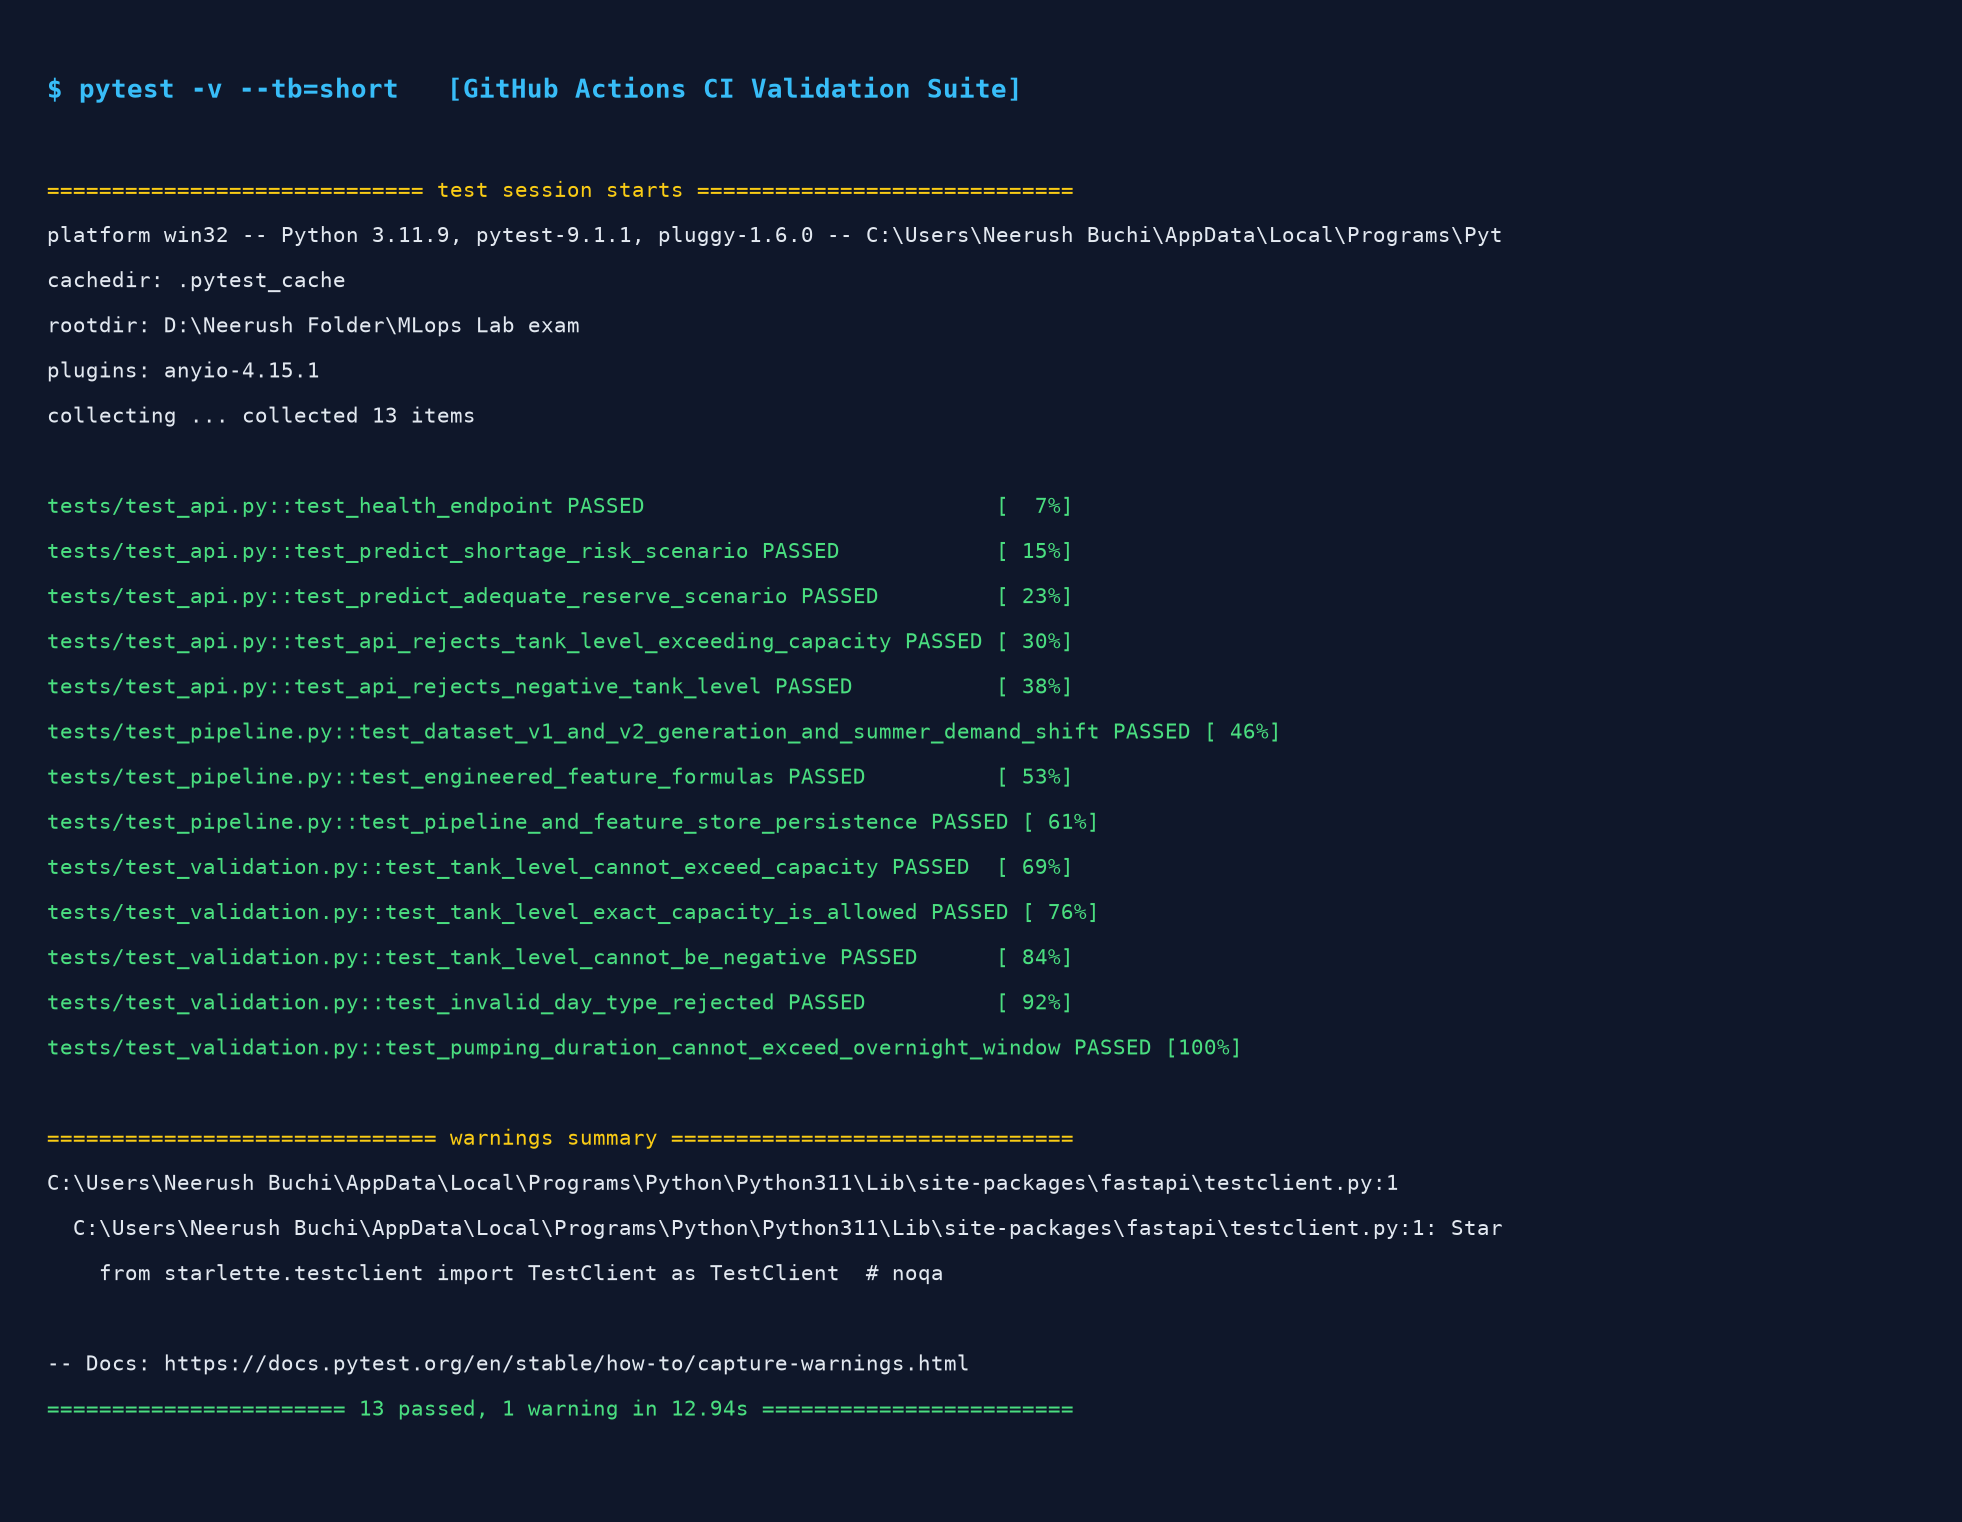 $ pytest -v --tb=short   [GitHub Actions CI Validation Suite]
============================= test session starts =============================
platform win32 -- Python 3.11.9, pytest-9.1.1, pluggy-1.6.0 -- C:\Users\Neerush Buchi\AppData\Local\Programs\Pyt
cachedir: .pytest_cache
rootdir: D:\Neerush Folder\MLops Lab exam
plugins: anyio-4.15.1
collecting ... collected 13 items
tests/test_api.py::test_health_endpoint PASSED                           [  7%]
tests/test_api.py::test_predict_shortage_risk_scenario PASSED            [ 15%]
tests/test_api.py::test_predict_adequate_reserve_scenario PASSED         [ 23%]
tests/test_api.py::test_api_rejects_tank_level_exceeding_capacity PASSED [ 30%]
tests/test_api.py::test_api_rejects_negative_tank_level PASSED           [ 38%]
tests/test_pipeline.py::test_dataset_v1_and_v2_generation_and_summer_demand_shift PASSED [ 46%]
tests/test_pipeline.py::test_engineered_feature_formulas PASSED          [ 53%]
tests/test_pipeline.py::test_pipeline_and_feature_store_persistence PASSED [ 61%]
tests/test_validation.py::test_tank_level_cannot_exceed_capacity PASSED  [ 69%]
tests/test_validation.py::test_tank_level_exact_capacity_is_allowed PASSED [ 76%]
tests/test_validation.py::test_tank_level_cannot_be_negative PASSED      [ 84%]
tests/test_validation.py::test_invalid_day_type_rejected PASSED          [ 92%]
tests/test_validation.py::test_pumping_duration_cannot_exceed_overnight_window PASSED [100%]
============================== warnings summary ===============================
C:\Users\Neerush Buchi\AppData\Local\Programs\Python\Python311\Lib\site-packages\fastapi\testclient.py:1
  C:\Users\Neerush Buchi\AppData\Local\Programs\Python\Python311\Lib\site-packages\fastapi\testclient.py:1: Star
    from starlette.testclient import TestClient as TestClient  # noqa
-- Docs: https://docs.pytest.org/en/stable/how-to/capture-warnings.html
======================= 13 passed, 1 warning in 12.94s ========================